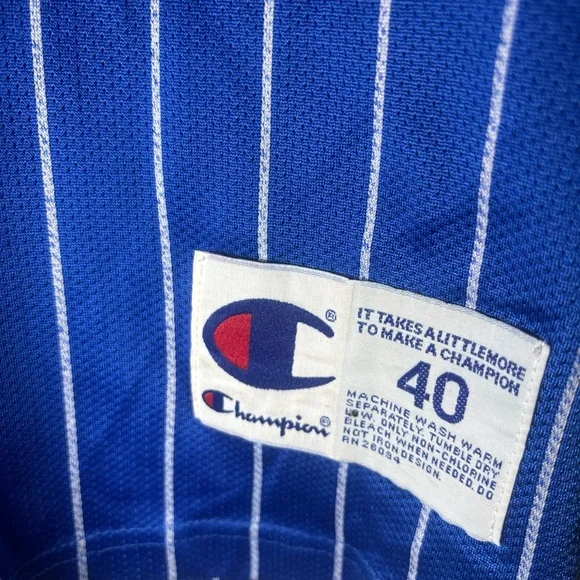 ®
Champion®
IT TAKES A LITTLE MORE
TO MAKE A CHAMPION
40
MACHINE WASH WARM
SEPARATELY. TUMBLE DRY
LOW. ONLY NON-CHLORINE
BLEACH WHEN NEEDED. DO
NOT IRON DESIGN.
RN 26094